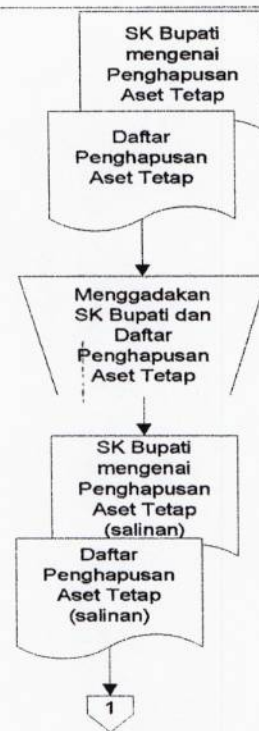 SK Bupati
mengenai
Penghapusan
Aset Tetap
Daftar
Penghapusan
Aset Tetap
Menggadakan
SK Bupati dan
Daftar
Penghapusan
Aset Tetap
SK Bupati
mengenai
Penghapusan
Aset Tetap
(salinan)
Daftar
Penghapusan
Aset Tetap
(salinan)
1